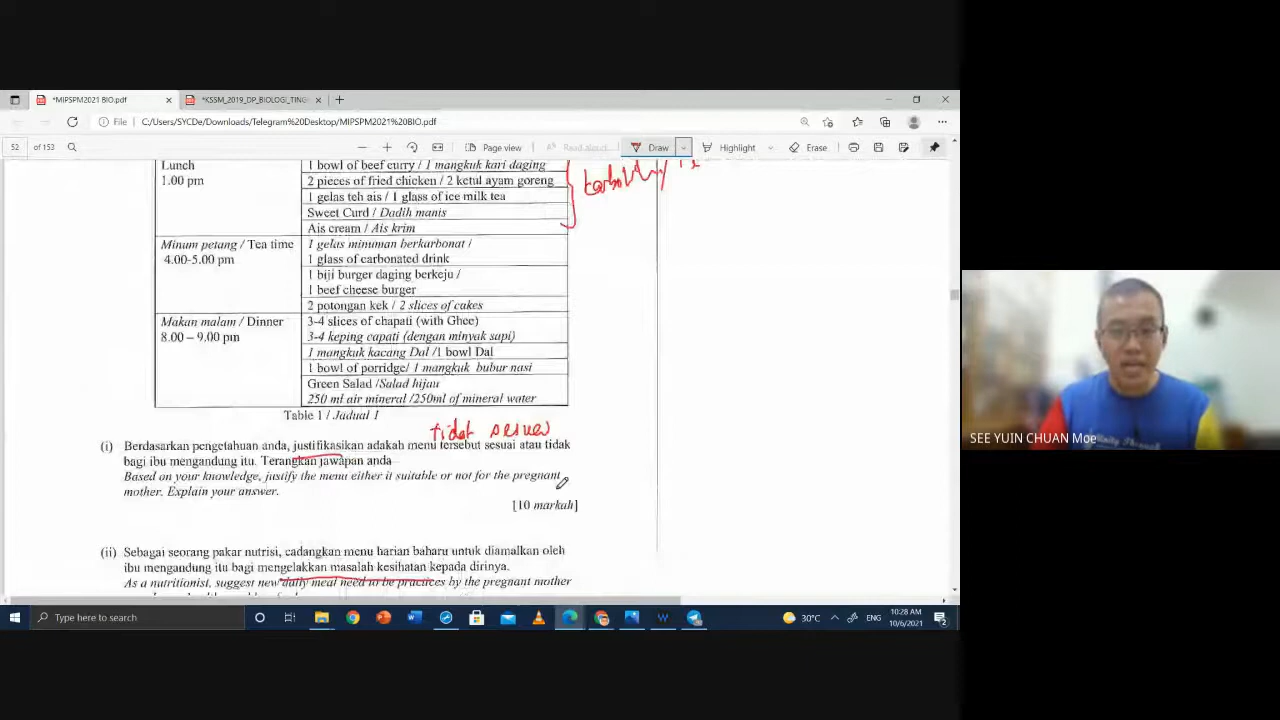 *MIPSPM2021 BIO.pdf
*KSSM_2019_DP_BIOLOGI_TING
File
C:/Users/SYCDe/Downloads/Telegram%20Desktop/MIPSPM2021%20BIO.pdf
52 of 153
Page view
Read aloud
Draw
Highlight
Erase
Lunch
1.00 pm
1 bowl of beef curry / 1 mangkuk kari daging
2 pieces of fried chicken / 2 ketul ayam goreng
1 gelas teh ais / 1 glass of ice milk tea
Sweet Curd / Dadih manis
Ais cream / Ais krim
Minum petang / Tea time
4.00-5.00 pm
1 gelas minuman berkarbonat /
1 glass of carbonated drink
1 biji burger daging berkeju /
1 beef cheese burger
2 potongan kek / 2 slices of cakes
Makan malam / Dinner
8.00 – 9.00 pm
3-4 slices of chapati (with Ghee)
3-4 keping capati (dengan minyak sapi)
1 mangkuk kacang Dal /1 bowl Dal
1 bowl of porridge/ 1 mangkuk bubur nasi
Green Salad /Salad hijau
250 ml air mineral /250ml of mineral water
Table 1 / Jadual 1
tidak sesuai
(i) Berdasarkan pengetahuan anda, justifikasikan adakah menu tersebut sesuai atau tidak
bagi ibu mengandung itu. Terangkan jawapan anda
Based on your knowledge, justify the menu either it suitable or not for the pregnant
mother. Explain your answer.
[10 markah]
(ii) Sebagai seorang pakar nutrisi, cadangkan menu harian baharu untuk diamalkan oleh
ibu mengandung itu bagi mengelakkan masalah kesihatan kepada dirinya.
As a nutritionist, suggest new daily meal need to be practices by the pregnant mother
SEE YUIN CHUAN Moe
Type here to search
30°C
ENG
10:28 AM
10/6/2021